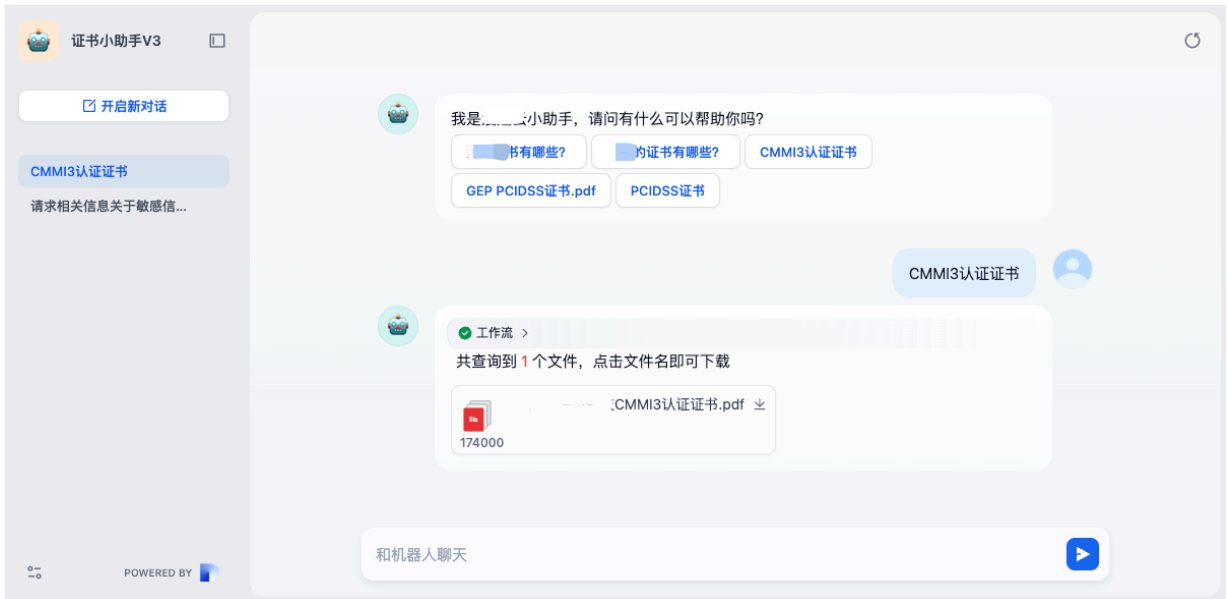 证书小助手V3
开启新对话
CMMI3认证证书
请求相关信息关于敏感信...
POWERED BY
我是小助手，请问有什么可以帮助你吗?
书有哪些?
的证书有哪些?
CMMI3认证证书
GEP PCIDSS证书.pdf
PCIDSS证书
CMMI3认证证书
工作流
共查询到 1 个文件，点击文件名即可下载
CMMI3认证证书.pdf
file
174000
和机器人聊天